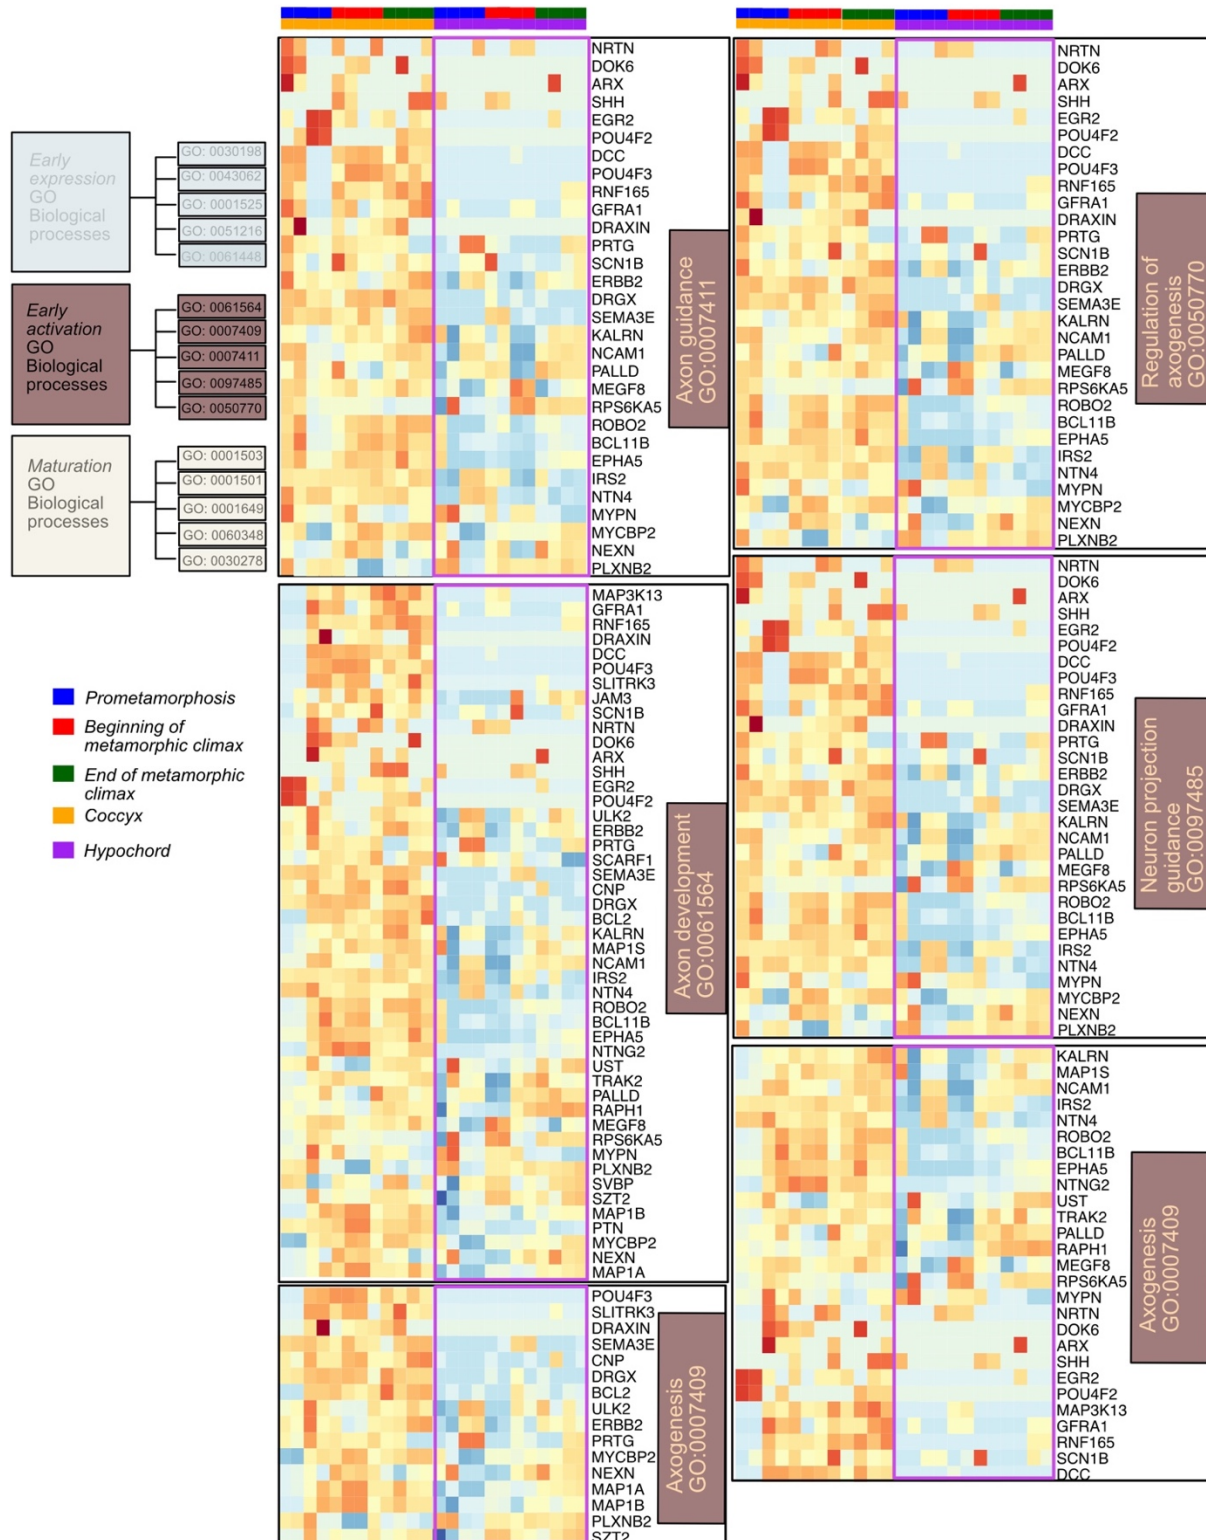 Early
expression
GO
Biological
processes
GO: 0030198
GO: 0043062
GO: 0001525
GO: 0051216
GO: 0061448
Early
activation
GO
Biological
processes
GO: 0061564
GO: 0007409
GO: 0007411
GO: 0097485
GO: 0050770
Maturation
GO
Biological
processes
GO: 0001503
GO: 0001501
GO: 0001649
GO: 0060348
GO: 0030278
Prometamorphosis
Beginning of
metamorphic climax
End of metamorphic
climax
Coccyx
Hypochord
NRTN
DOK6
ARX
SHH
EGR2
POU4F2
DCC
POU4F3
RNF165
GFRA1
DRAXIN
PRTG
SCN1B
ERBB2
DRGX
SEMA3E
KALRN
NCAM1
PALLD
MEGF8
RPS6KA5
ROBO2
BCL11B
EPHA5
IRS2
NTN4
MYPN
MYCBP2
NEXN
PLXNB2
Axon guidance
GO:0007411
MAP3K13
GFRA1
RNF165
DRAXIN
DCC
POU4F3
SLITRK3
JAM3
SCN1B
NRTN
DOK6
ARX
SHH
EGR2
POU4F2
ULK2
ERBB2
PRTG
SCARF1
SEMA3E
CNP
DRGX
BCL2
KALRN
MAP1S
NCAM1
IRS2
NTN4
ROBO2
BCL11B
EPHA5
NTNG2
UST
TRAK2
PALLD
RAPH1
MEGF8
RPS6KA5
MYPN
PLXNB2
SVBP
SZT2
MAP1B
PTN
MYCBP2
NEXN
MAP1A
Axon development
GO:0061564
POU4F3
SLITRK3
DRAXIN
SEMA3E
CNP
DRGX
BCL2
ULK2
ERBB2
PRTG
MYCBP2
NEXN
MAP1A
MAP1B
PLXNB2
SZT2
Axogenesis
GO:0007409
NRTN
DOK6
ARX
SHH
EGR2
POU4F2
DCC
POU4F3
RNF165
GFRA1
DRAXIN
PRTG
SCN1B
ERBB2
DRGX
SEMA3E
KALRN
NCAM1
PALLD
MEGF8
RPS6KA5
ROBO2
BCL11B
EPHA5
IRS2
NTN4
MYPN
MYCBP2
NEXN
PLXNB2
Regulation of
axogenesis
GO:0050770
NRTN
DOK6
ARX
SHH
EGR2
POU4F2
DCC
POU4F3
RNF165
GFRA1
DRAXIN
PRTG
SCN1B
ERBB2
DRGX
SEMA3E
KALRN
NCAM1
PALLD
MEGF8
RPS6KA5
ROBO2
BCL11B
EPHA5
IRS2
NTN4
MYPN
MYCBP2
NEXN
PLXNB2
Neuron projection
guidance
GO:0097485
KALRN
MAP1S
NCAM1
IRS2
NTN4
ROBO2
BCL11B
EPHA5
NTNG2
UST
TRAK2
PALLD
RAPH1
MEGF8
RPS6KA5
MYPN
NRTN
DOK6
ARX
SHH
EGR2
POU4F2
MAP3K13
GFRA1
RNF165
SCN1B
DCC
Axogenesis
GO:0007409